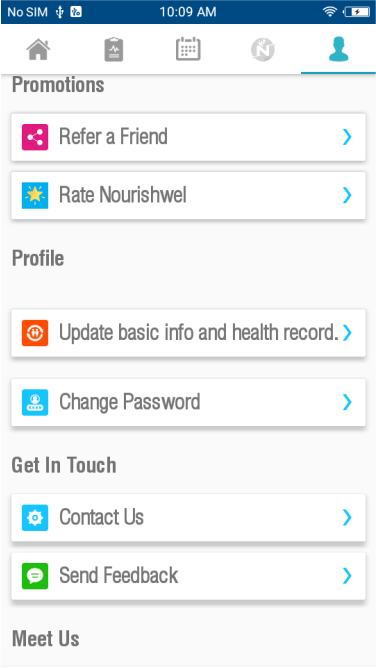 No SIM 10:09 AM
N
Promotions
Refer a Friend
Rate Nourishwel
Profile
Update basic info and health record.
Change Password
Get In Touch
Contact Us
Send Feedback
Meet Us